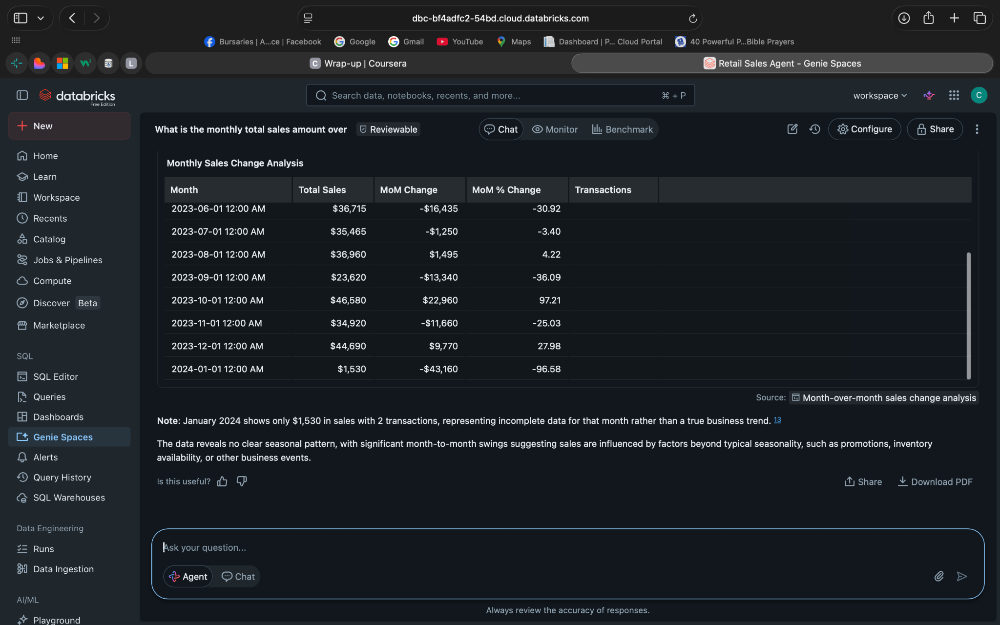 dbc-bf4adfc2-54bd.cloud.databricks.com
Bursaries | A...ce | Facebook
Google
Gmail
YouTube
Maps
Dashboard | P... Cloud Portal
40 Powerful P...Bible Prayers
L
C Wrap-up | Coursera
Retail Sales Agent - Genie Spaces
databricks
Free Edition
Search data, notebooks, recents, and more...
⌘ + P
workspace
C
New
Home
Learn
Workspace
Recents
Catalog
Jobs & Pipelines
Compute
Discover Beta
Marketplace
SQL
SQL Editor
Queries
Dashboards
Genie Spaces
Alerts
Query History
SQL Warehouses
Data Engineering
Runs
Data Ingestion
AI/ML
Playground
What is the monthly total sales amount over
Reviewable
Chat
Monitor
Benchmark
Configure
Share
Monthly Sales Change Analysis
Month Total Sales MoM Change MoM % Change Transactions
2023-06-01 12:00 AM $36,715 -$16,435 -30.92
2023-07-01 12:00 AM $35,465 -$1,250 -3.40
2023-08-01 12:00 AM $36,960 $1,495 4.22
2023-09-01 12:00 AM $23,620 -$13,340 -36.09
2023-10-01 12:00 AM $46,580 $22,960 97.21
2023-11-01 12:00 AM $34,920 -$11,660 -25.03
2023-12-01 12:00 AM $44,690 $9,770 27.98
2024-01-01 12:00 AM $1,530 -$43,160 -96.58
Source: Month-over-month sales change analysis
Note: January 2024 shows only $1,530 in sales with 2 transactions, representing incomplete data for that month rather than a true business trend. 13
The data reveals no clear seasonal pattern, with significant month-to-month swings suggesting sales are influenced by factors beyond typical seasonality, such as promotions, inventory
availability, or other business events.
Is this useful?
Share
Download PDF
Ask your question...
Agent
Chat
Always review the accuracy of responses.